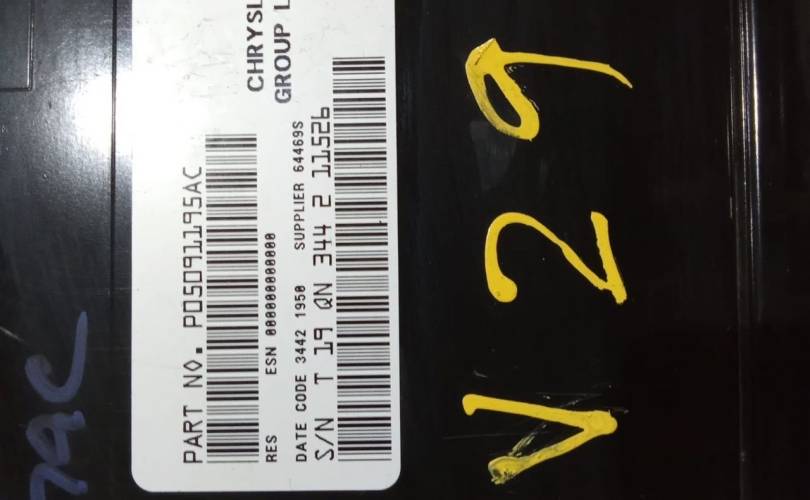 PART NO. P05091195AC
CHRYSL
GROUP L
RES ESN 000000000000
DATE CODE 3442 1950 SUPPLIER 64469S
S/N T 19 QN 344 2 11526
V29